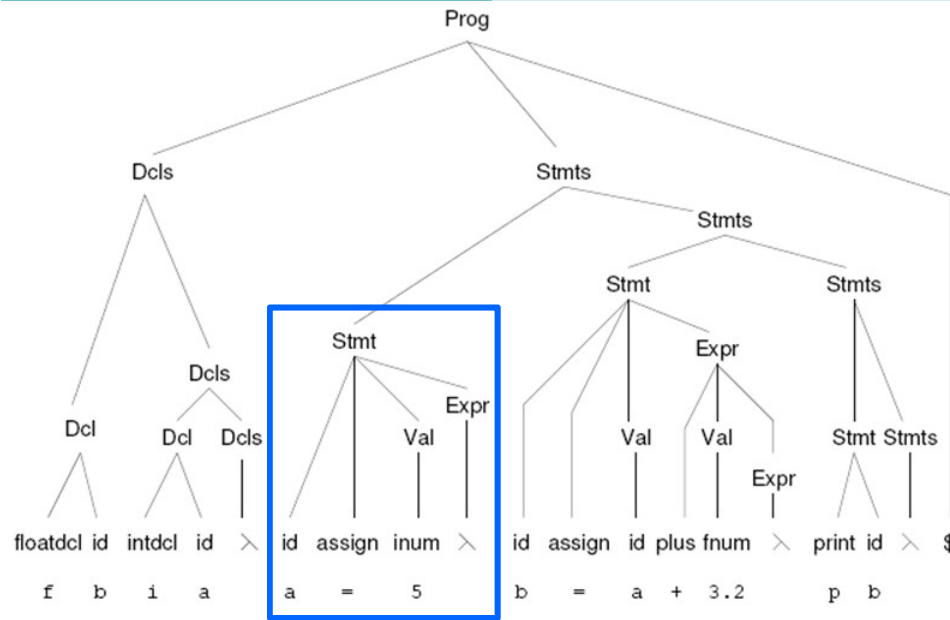 Prog
Dcls Stmts
Stmts
Stmt Stmts
Stmt Expr
Dcls Expr
Dcl Dcl Dcls Val Val Val Stmt Stmts
Expr
floatdcl id intdcl id λ id assign inum λ id assign id plus fnum λ print id λ $
f b i a a = 5 b = a + 3.2 p b